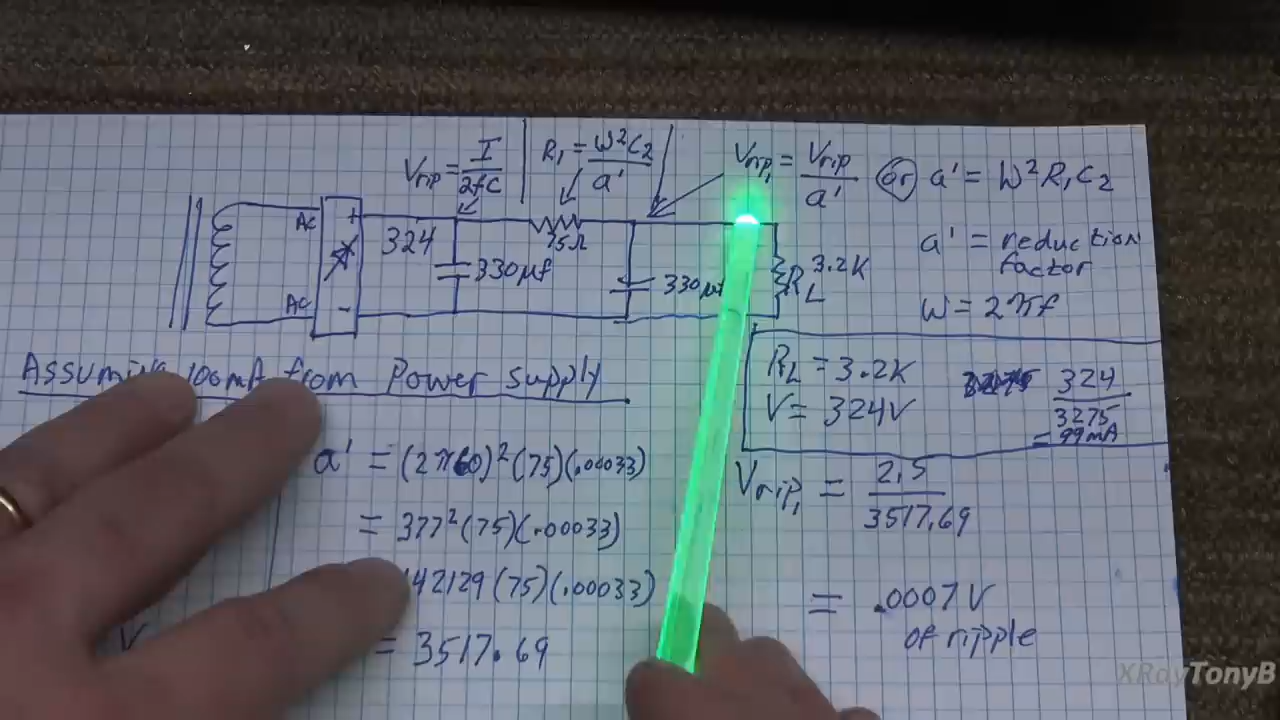 Vrip = I / 2fC
R1 = W²C2 / a'
Vrip1 = Vrip / a' or a' = W²R1C2
AC
+
324
75Ω
330µf
330µf
RL 3.2K
AC
-
a' = reduction factor
W = 2πf
Assuming 100mA from Power Supply
RL = 3.2K
V = 324V
324 / 3275
= 99mA
a' = (2π60)²(75)(.00033)
= 377²(75)(.00033)
142129(75)(.00033)
= 3517.69
Vrip1 = 2.5 / 3517.69
= .0007V
of ripple
V
XRayTonyB